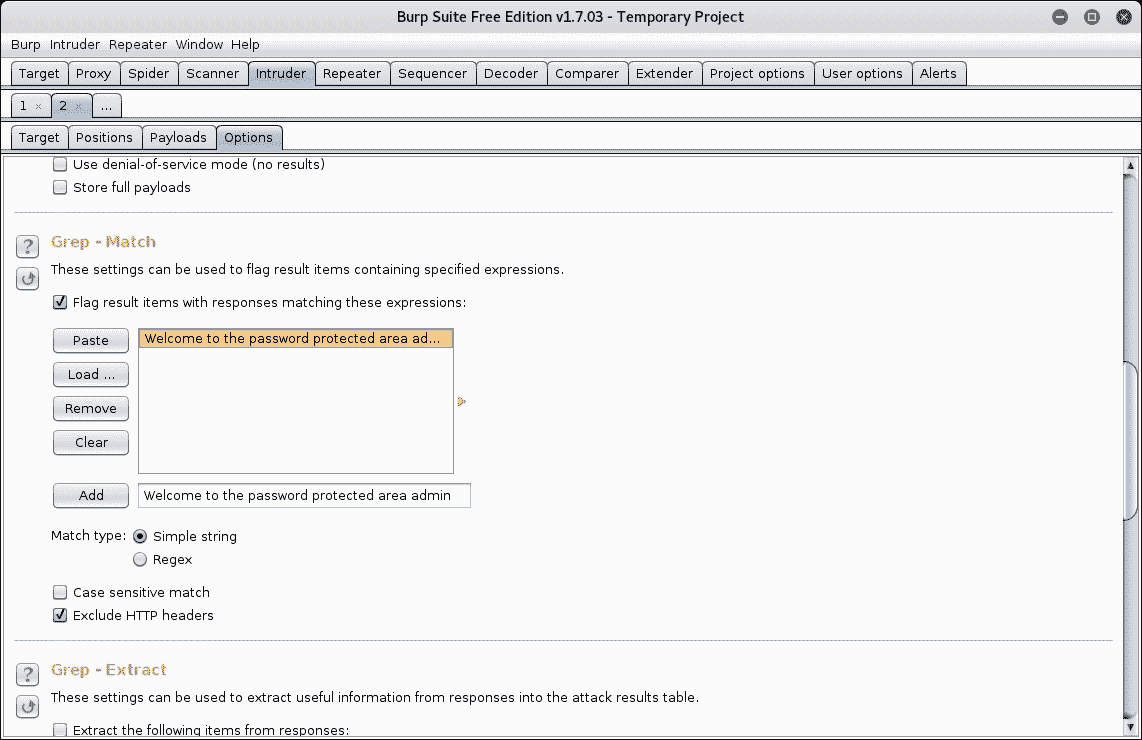 Burp Suite Free Edition v1.7.03 - Temporary Project
Burp Intruder Repeater Window Help
Target Proxy Spider Scanner Intruder Repeater Sequencer Decoder Comparer Extender Project options User options Alerts
1 × 2 × ...
Target Positions Payloads Options
Use denial-of-service mode (no results)
Store full payloads
? Grep - Match
These settings can be used to flag result items containing specified expressions.
Flag result items with responses matching these expressions:
Paste Welcome to the password protected area ad...
Load ...
Remove
Clear
Add Welcome to the password protected area admin
Match type: Simple string
Regex
Case sensitive match
Exclude HTTP headers
? Grep - Extract
These settings can be used to extract useful information from responses into the attack results table.
Extract the following items from responses: